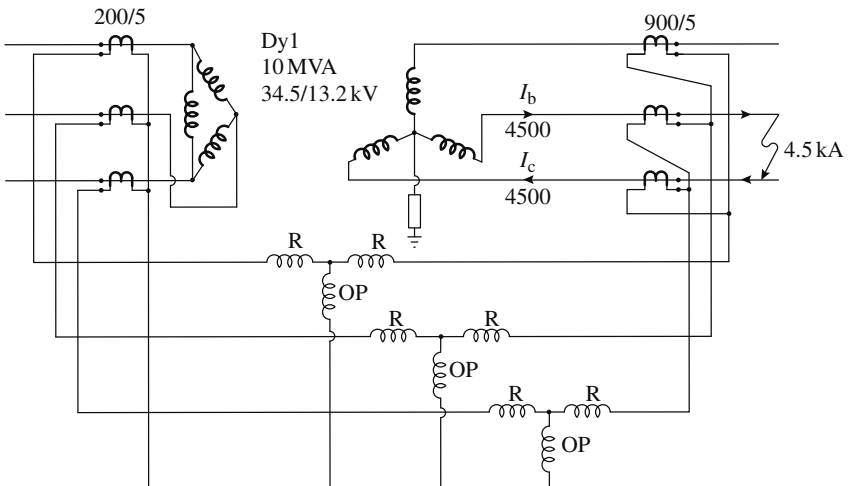 200/5
900/5
Dy1
10 MVA
34.5/13.2 kV
I_b
4500
4.5 kA
I_c
4500
R
R
OP
R
R
OP
R
R
OP